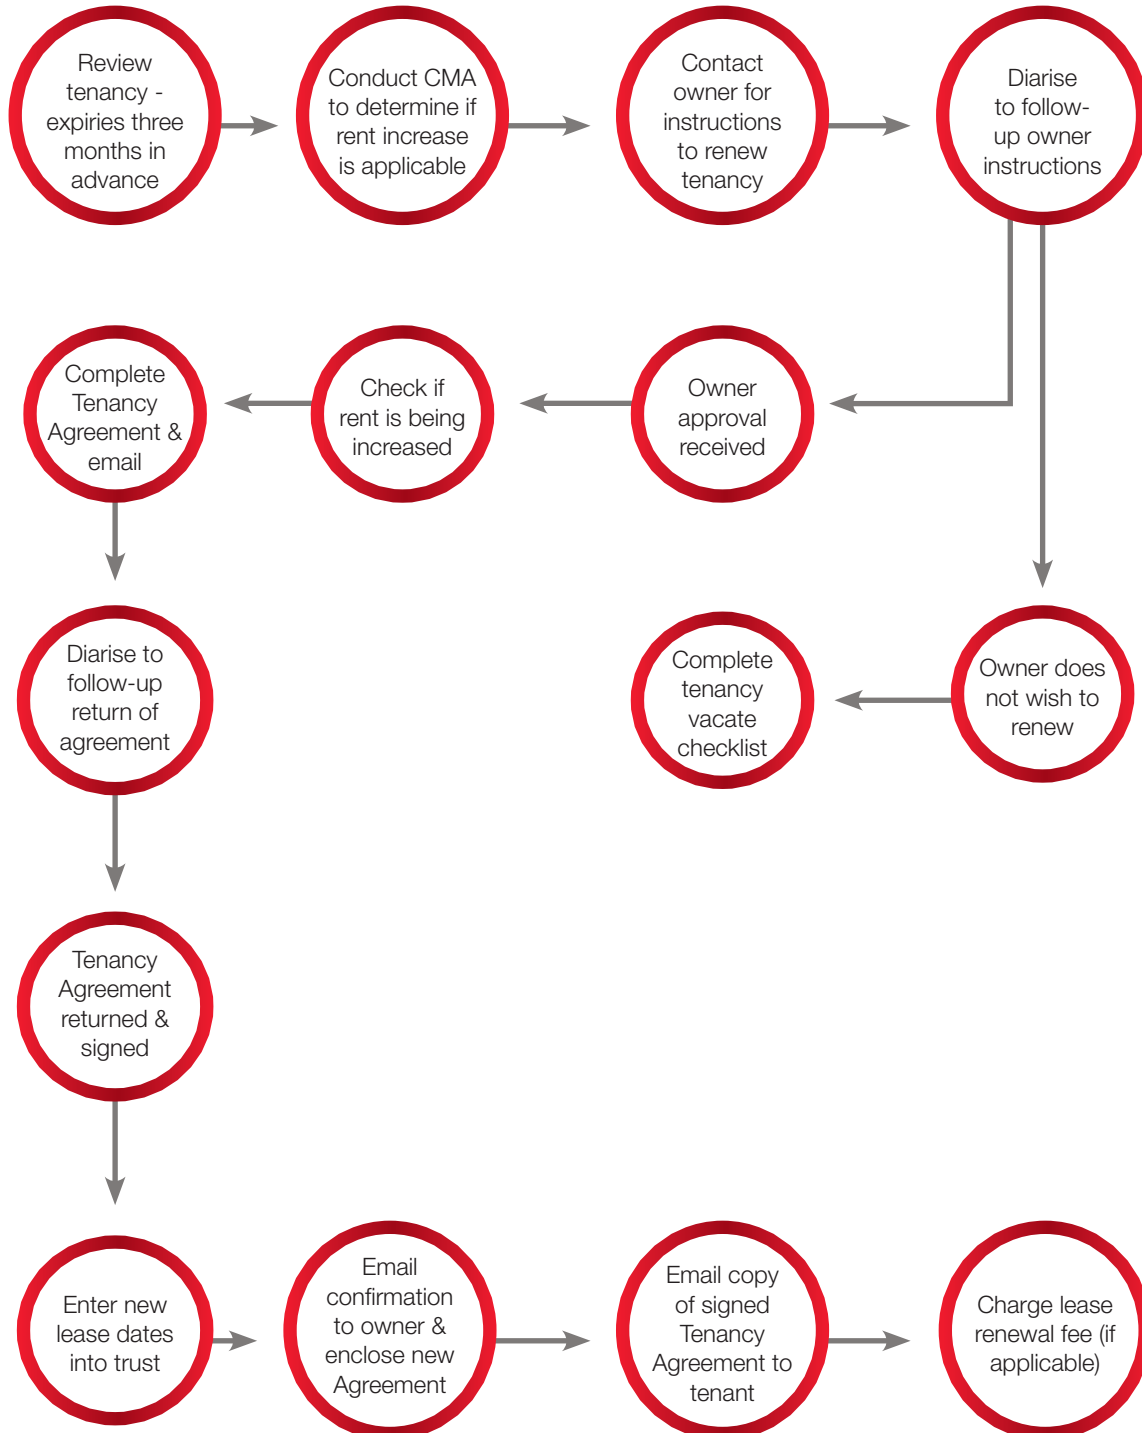 Review
tenancy -
expiries three
months in
advance
Conduct CMA
to determine if
rent increase
is applicable
Contact
owner for
instructions
to renew
tenancy
Diarise
to follow-
up owner
instructions
Owner
approval
received
Check if
rent is being
increased
Complete
Tenancy
Agreement &
email
Owner does
not wish to
renew
Complete
tenancy
vacate
checklist
Diarise to
follow-up
return of
agreement
Tenancy
Agreement
returned &
signed
Enter new
lease dates
into trust
Email
confirmation
to owner &
enclose new
Agreement
Email copy
of signed
Tenancy
Agreement to
tenant
Charge lease
renewal fee (if
applicable)